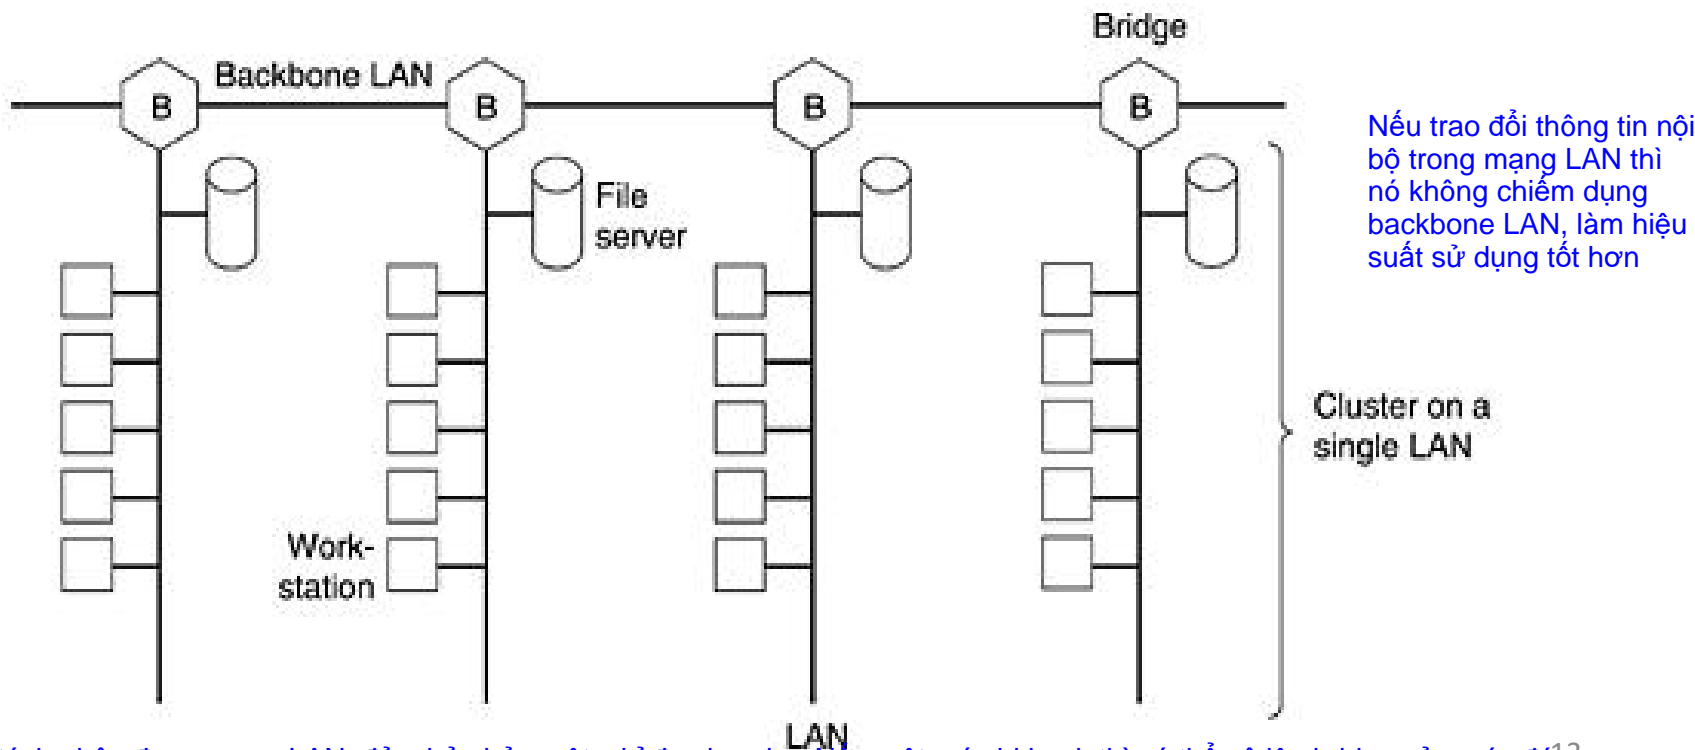 Bridge
Backbone LAN
B
B
B
B
Nếu trao đổi thông tin nội
bộ trong mạng LAN thì
nó không chiếm dụng
backbone LAN, làm hiệu
suất sử dụng tốt hơn
File
server
Cluster on a
single LAN
Work-
station
LAN
12